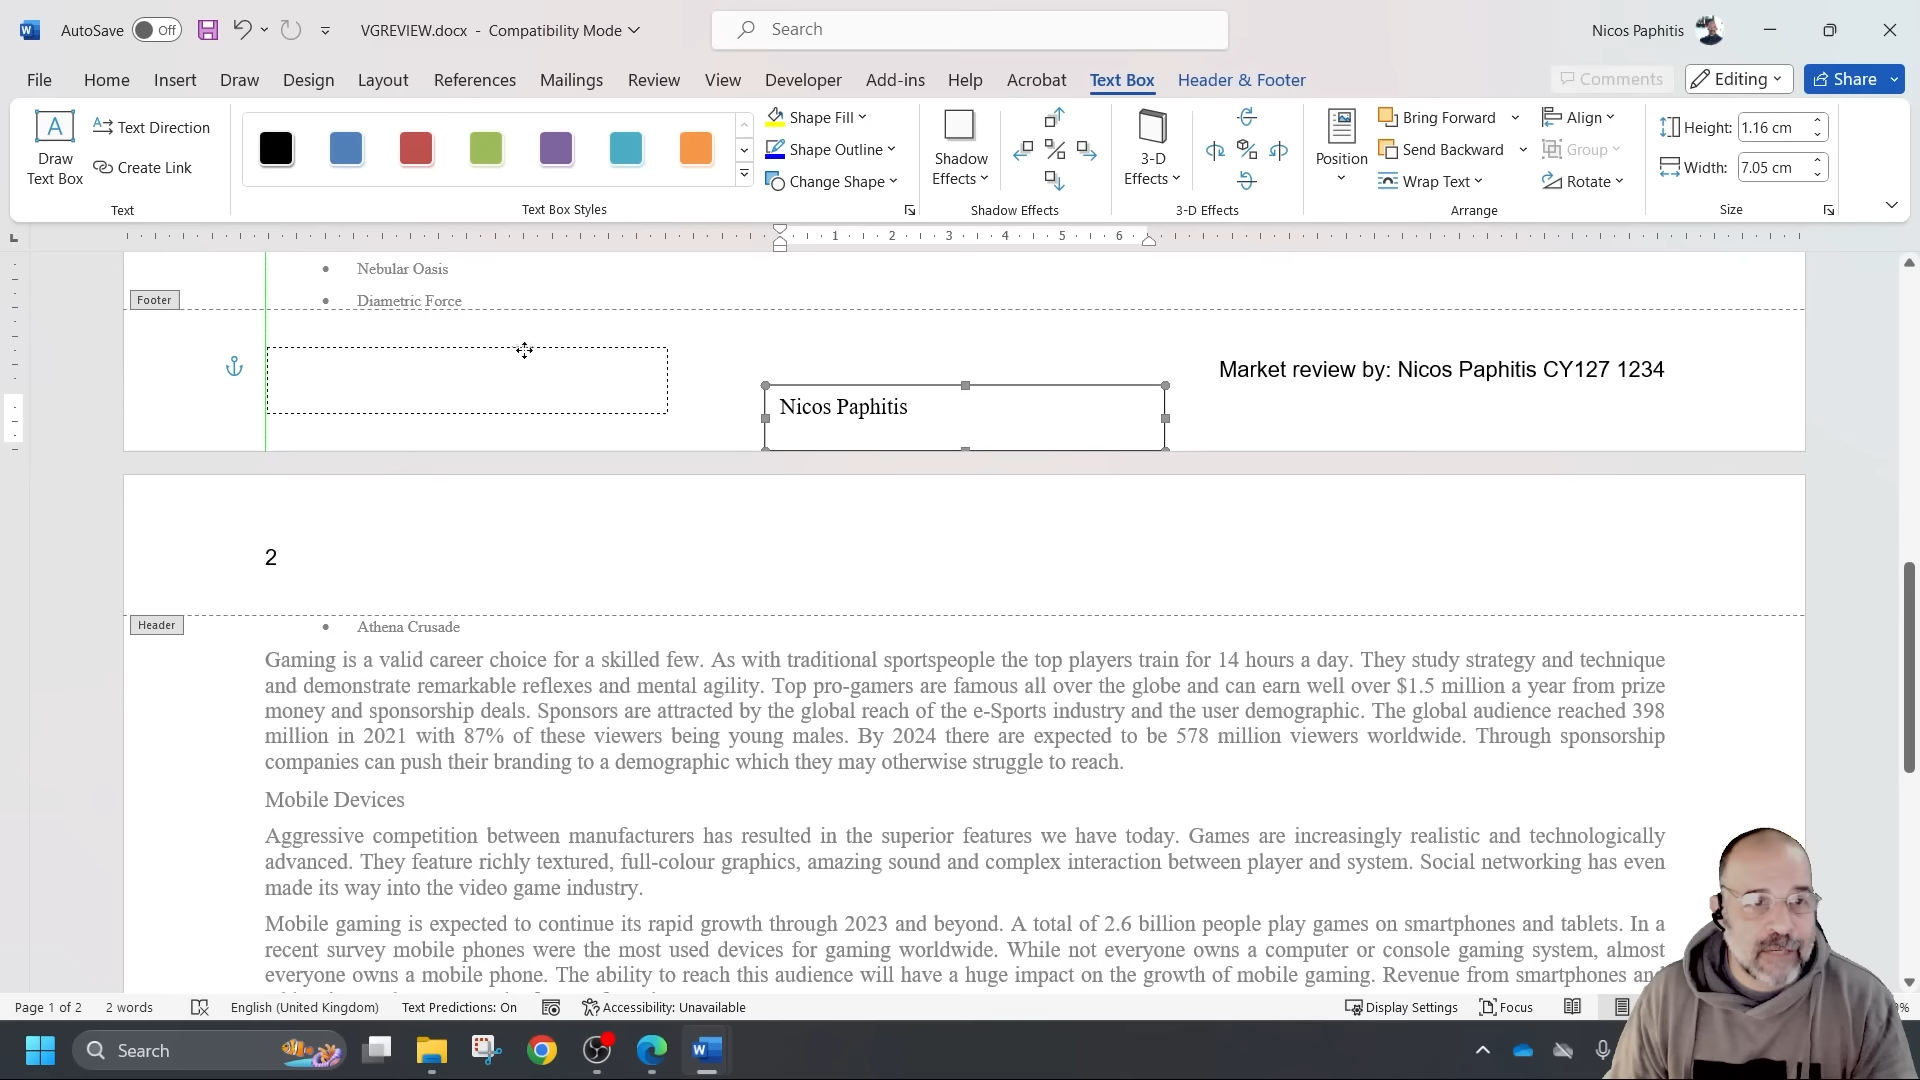 AutoSave Off VGREVIEW.docx - Compatibility Mode Search Nicos Paphitis
File Home Insert Draw Design Layout References Mailings Review View Developer Add-ins Help Acrobat Text Box Header & Footer Comments Editing Share
Draw Text Box
Text Direction
Create Link
Text
Text Box Styles
Shape Fill
Shape Outline
Change Shape
Shadow Effects
Shadow Effects
3-D Effects
3-D Effects
Position
Bring Forward
Send Backward
Wrap Text
Align
Group
Rotate
Arrange
Height: 1.16 cm
Width: 7.05 cm
Size
1 2 3 4 5 6
Nebular Oasis
Footer
Diametric Force
Market review by: Nicos Paphitis CY127 1234
Nicos Paphitis
2
Header
Athena Crusade
Gaming is a valid career choice for a skilled few. As with traditional sportspeople the top players train for 14 hours a day. They study strategy and technique
and demonstrate remarkable reflexes and mental agility. Top pro-gamers are famous all over the globe and can earn well over $1.5 million a year from prize
money and sponsorship deals. Sponsors are attracted by the global reach of the e-Sports industry and the user demographic. The global audience reached 398
million in 2021 with 87% of these viewers being young males. By 2024 there are expected to be 578 million viewers worldwide. Through sponsorship
companies can push their branding to a demographic which they may otherwise struggle to reach.
Mobile Devices
Aggressive competition between manufacturers has resulted in the superior features we have today. Games are increasingly realistic and technologically
advanced. They feature richly textured, full-colour graphics, amazing sound and complex interaction between player and system. Social networking has even
made its way into the video game industry.
Mobile gaming is expected to continue its rapid growth through 2023 and beyond. A total of 2.6 billion people play games on smartphones and tablets. In a
recent survey mobile phones were the most used devices for gaming worldwide. While not everyone owns a computer or console gaming system, almost
everyone owns a mobile phone. The ability to reach this audience will have a huge impact on the growth of mobile gaming. Revenue from smartphones and
Page 1 of 2 2 words English (United Kingdom) Text Predictions: On Accessibility: Unavailable Display Settings Focus
Search